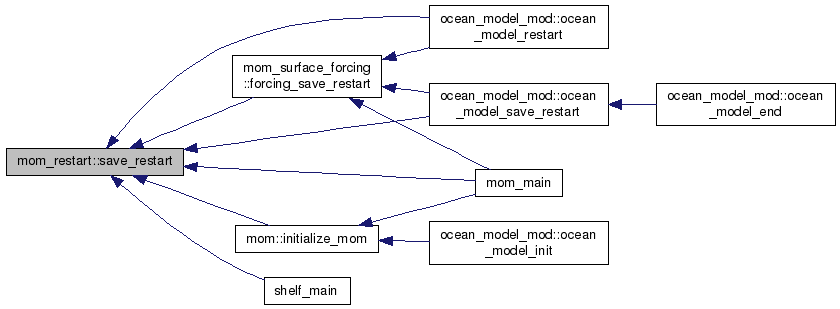 ocean_model_mod::ocean
_model_restart
mom_surface_forcing
::forcing_save_restart
ocean_model_mod::ocean
_model_save_restart
ocean_model_mod::ocean
_model_end
mom_restart::save_restart
mom_main
mom::initialize_mom
ocean_model_mod::ocean
_model_init
shelf_main